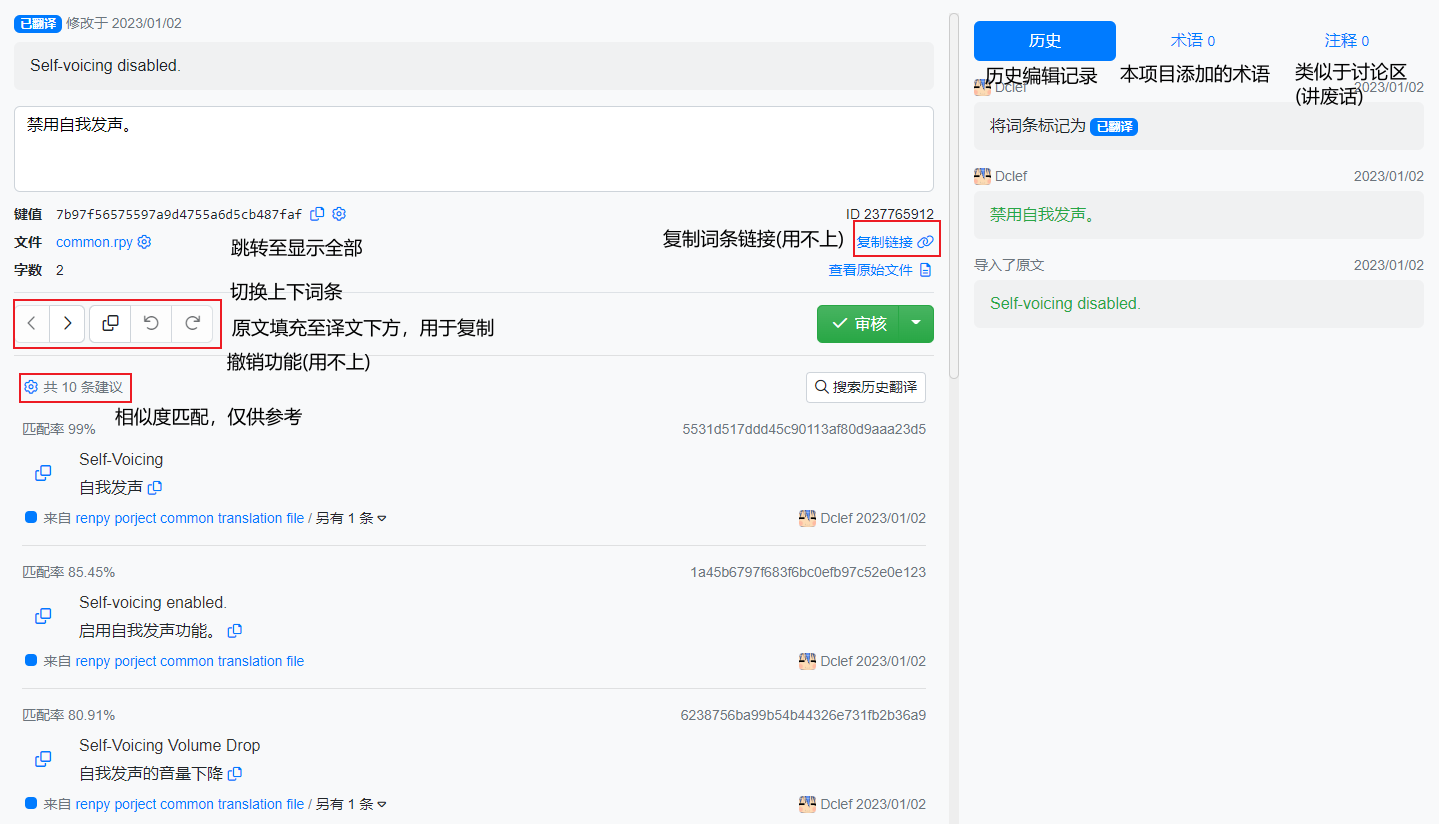 已翻译 修改于 2023/01/02
Self-voicing disabled.
禁用自我发声。
键值 7b97f56575597a9d4755a6d5cb487faf
ID 237765912
文件 common.rpy
跳转至显示全部
复制词条链接(用不上)
复制链接
字数 2
查看原始文件
切换上下词条
原文填充至译文下方，用于复制
审核
撤销功能(用不上)
共 10 条建议
搜索历史翻译
相似度匹配，仅供参考
匹配率 99%
5531d517ddd45c90113af80d9aaa23d5
Self-Voicing
自我发声
来自 renpy porject common translation file / 另有 1 条
Dclef 2023/01/02
匹配率 85.45%
1a45b6797f683f6bc0efb97c52e0e123
Self-voicing enabled.
启用自我发声功能。
来自 renpy porject common translation file
Dclef 2023/01/02
匹配率 80.91%
6238756ba99b54b44326e731fb2b36a9
Self-Voicing Volume Drop
自我发声的音量下降
来自 renpy porject common translation file / 另有 1 条
Dclef 2023/01/02
历史
术语 0
注释 0
历史编辑记录
本项目添加的术语
类似于讨论区
(讲废话)
Dclef
2023/01/02
将词条标记为 已翻译
Dclef
2023/01/02
禁用自我发声。
导入了原文
2023/01/02
Self-voicing disabled.